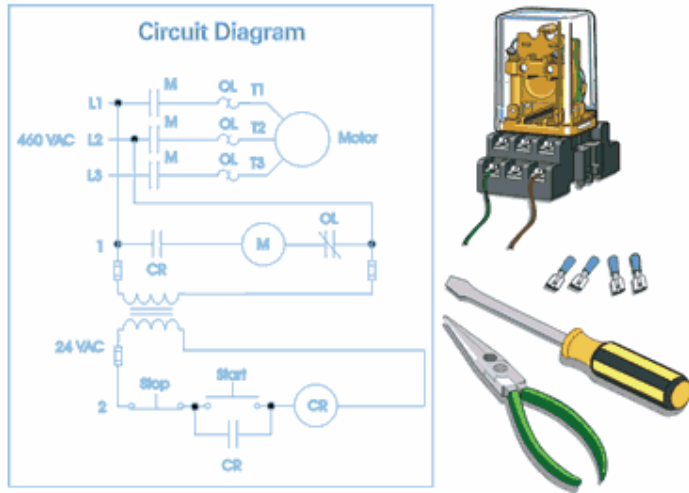 Circuit Diagram
M OL T1
L1
M OL T2
460 VAC L2 Motor
M OL T3
L3
OL
1 M
CR
24 VAC
Stop Start
2 CR
CR